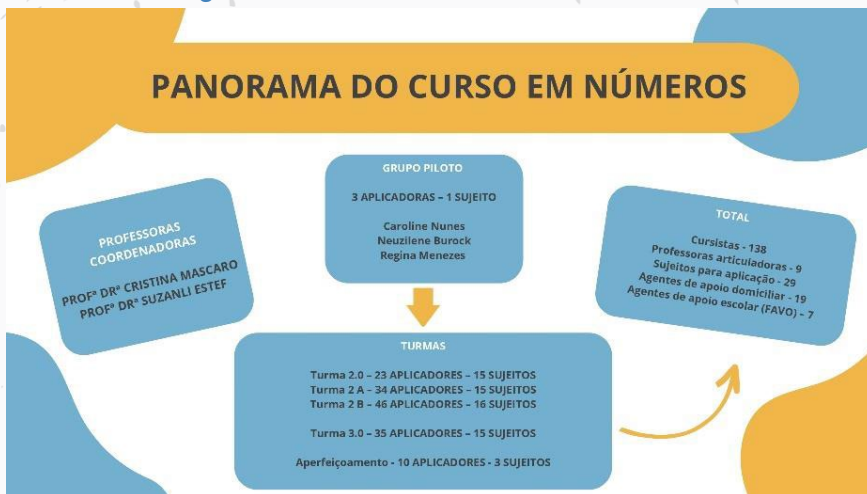 PANORAMA DO CURSO EM NÚMEROS
PROFESSORAS
COORDENADORAS
PROFª DRª CRISTINA MASCARO
PROFª DRª SUZANLI ESTEF
GRUPO PILOTO
3 APLICADORAS – 1 SUJEITO
Caroline Nunes
Neuzilene Burock
Regina Menezes
TOTAL
Cursistas - 138
Professoras articuladoras - 9
Sujeitos para aplicação - 29
Agentes de apoio domiciliar - 19
Agentes de apoio escolar (FAVO) – 7
TURMAS
Turma 2.0 – 23 APLICADORES – 15 SUJEITOS
Turma 2 A – 34 APLICADORES – 15 SUJEITOS
Turma 2 B – 46 APLICADORES – 16 SUJEITOS
Turma 3.0 – 35 APLICADORES – 15 SUJEITOS
Aperfeiçoamento - 10 APLICADORES - 3 SUJEITOS